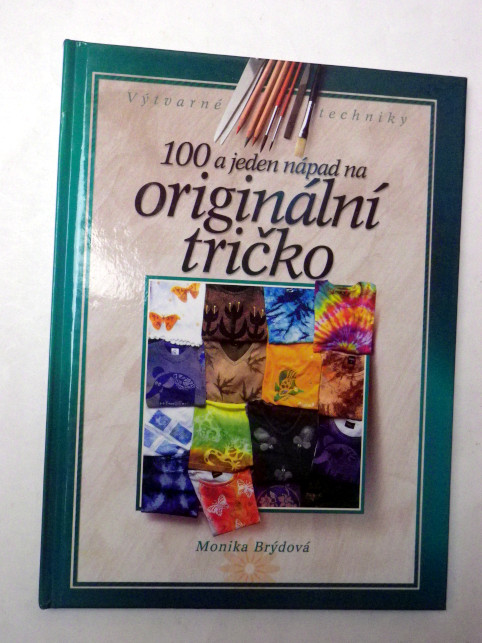 Výtvarné techniky
100 a jeden nápad na
originální
tričko
Monika Brýdová